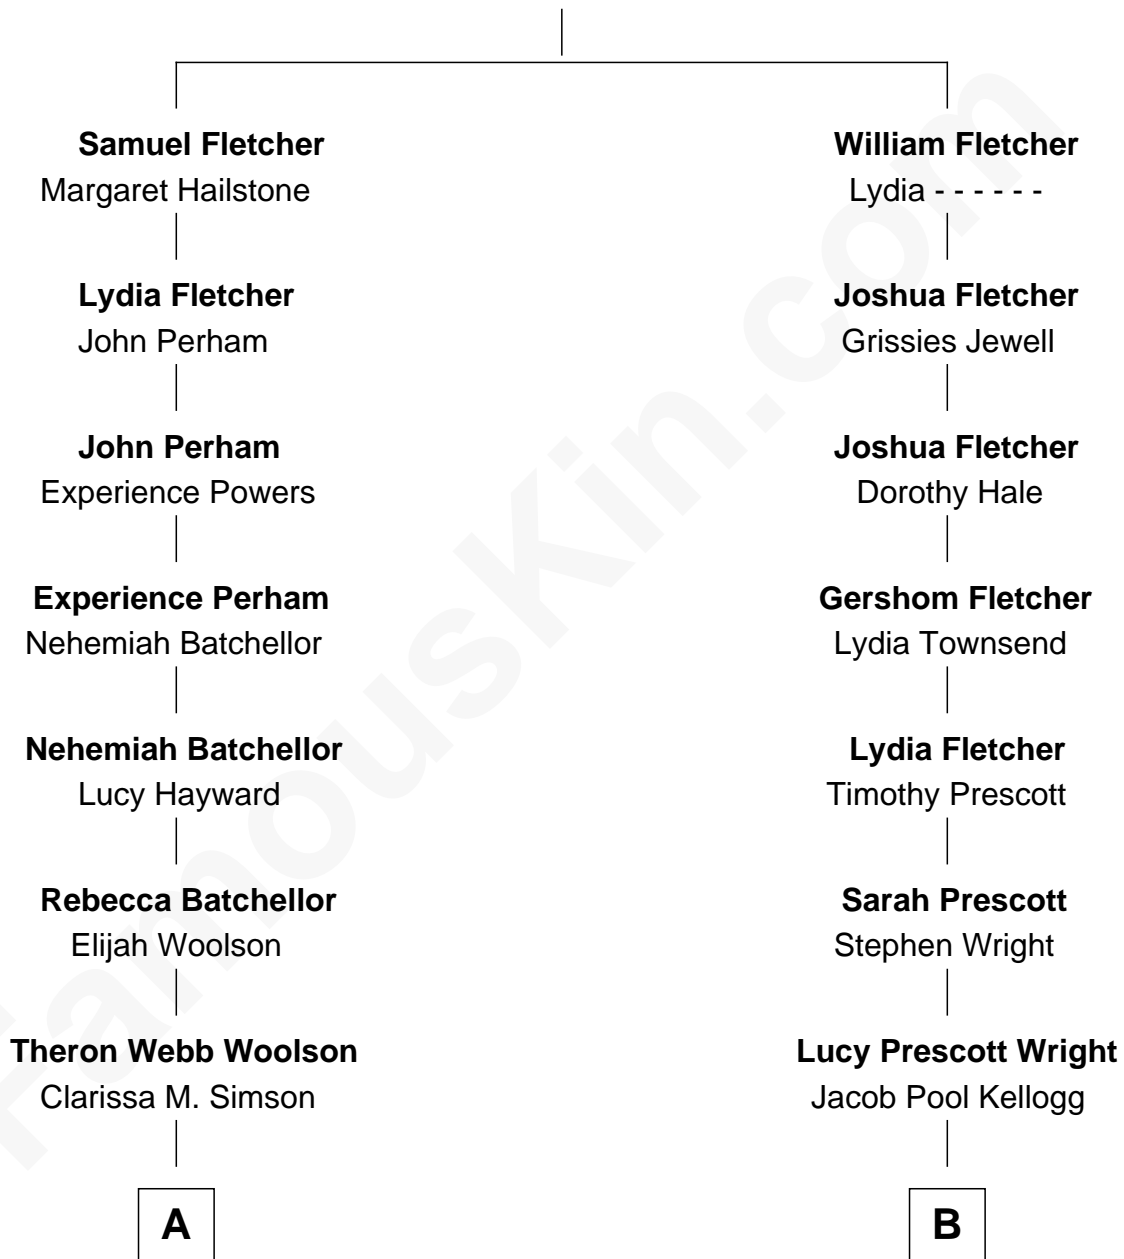 Samuel Fletcher
Margaret Hailstone
Lydia Fletcher
John Perham
John Perham
Experience Powers
Experience Perham
Nehemiah Batchellor
Nehemiah Batchellor
Lucy Hayward
Rebecca Batchellor
Elijah Woolson
Theron Webb Woolson
Clarissa M. Simson
A
William Fletcher
Lydia - - - - - -
Joshua Fletcher
Grissies Jewell
Joshua Fletcher
Dorothy Hale
Gershom Fletcher
Lydia Townsend
Lydia Fletcher
Timothy Prescott
Sarah Prescott
Stephen Wright
Lucy Prescott Wright
Jacob Pool Kellogg
B
FamousKin.com